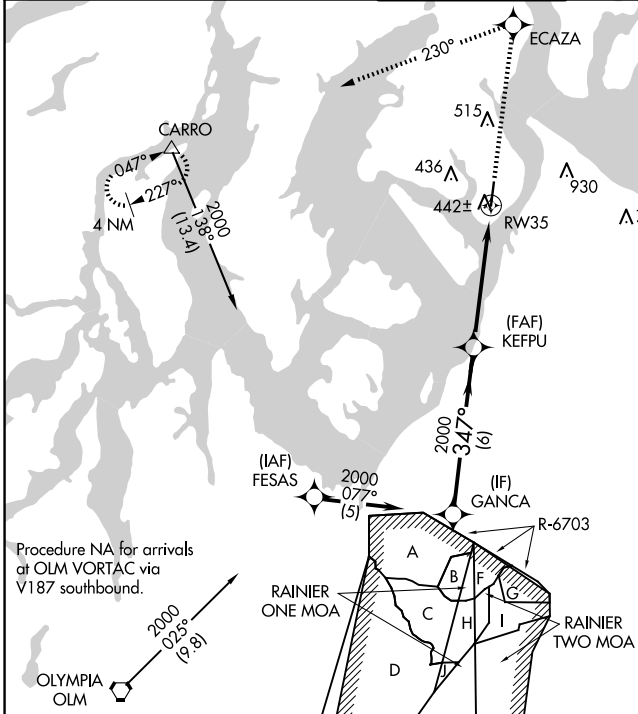 ECAZA
230°
515
CARRO
047°
436
930
227°
442±
RW35
4 NM
2000
138°
(13.4)
(FAF)
KEFPU
2000
347°
(6)
(IAF)
FESAS
2000
077°
(5)
(IF)
GANCA
R-6703
Procedure NA for arrivals
at OLM VORTAC via
V187 southbound.
A
B
F
G
RAINIER
ONE MOA
C
H
I
RAINIER
TWO MOA
2000
025°
(9.8)
D
J
OLYMPIA
OLM